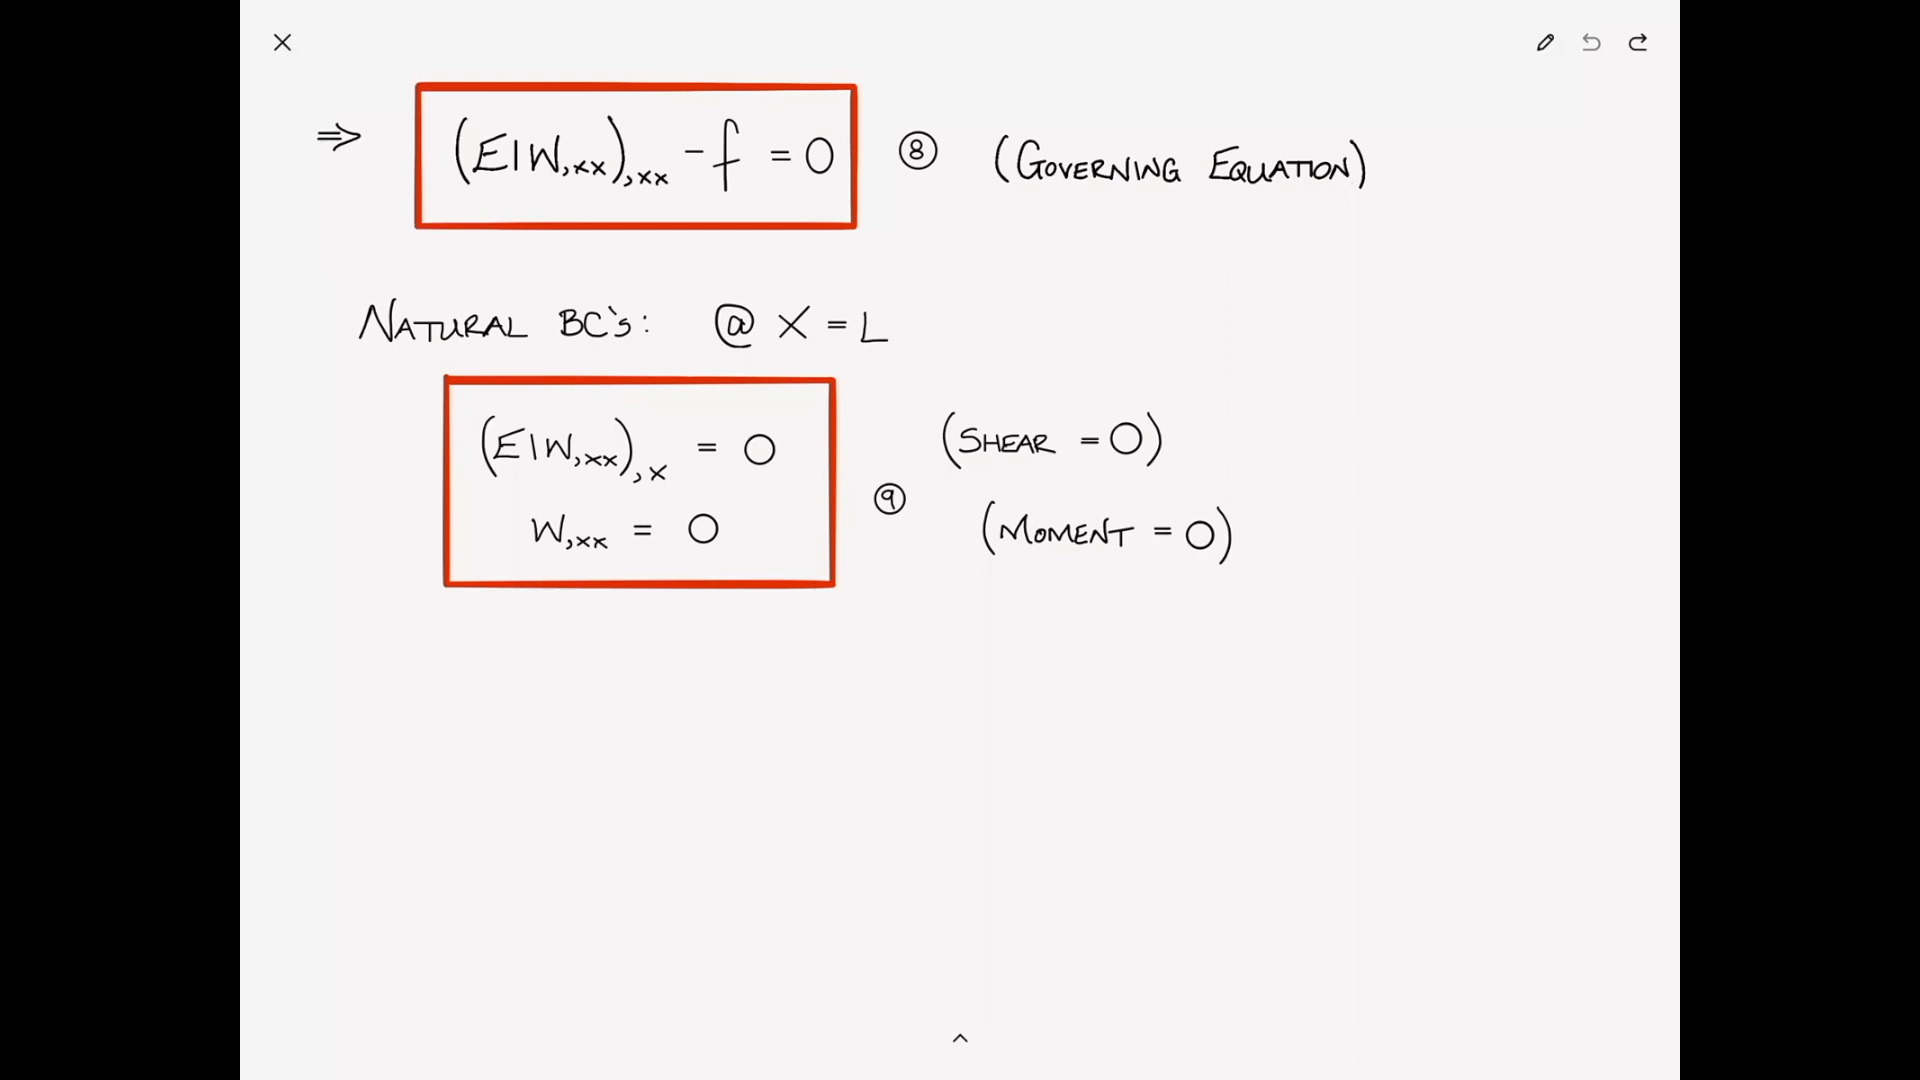 ⇒ (EIW,xx),xx - f = 0 ⑧ (GOVERNING EQUATION)
NATURAL BC's: @ X = L
(EIW,xx),x = 0 (SHEAR = 0)
⑨
W,xx = 0 (MOMENT = 0)